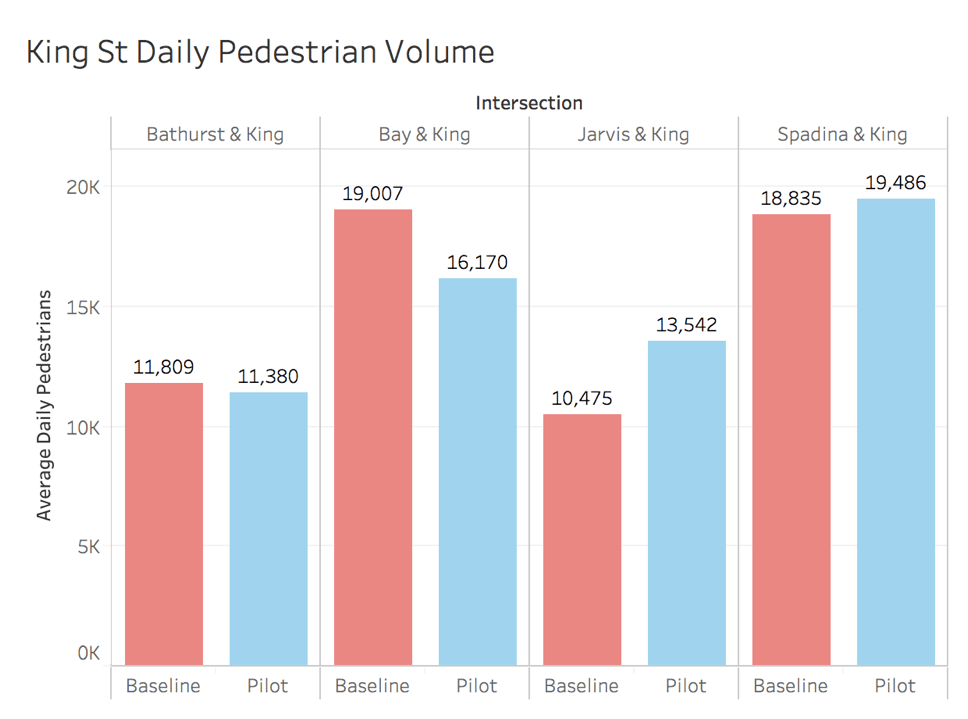 King St Daily Pedestrian Volume
Intersection
Bathurst & King Bay & King Jarvis & King Spadina & King
Average Daily Pedestrians
20K
15K
10K
5K
0K
11,809 11,380 19,007 16,170 10,475 13,542 18,835 19,486
Baseline Pilot Baseline Pilot Baseline Pilot Baseline Pilot